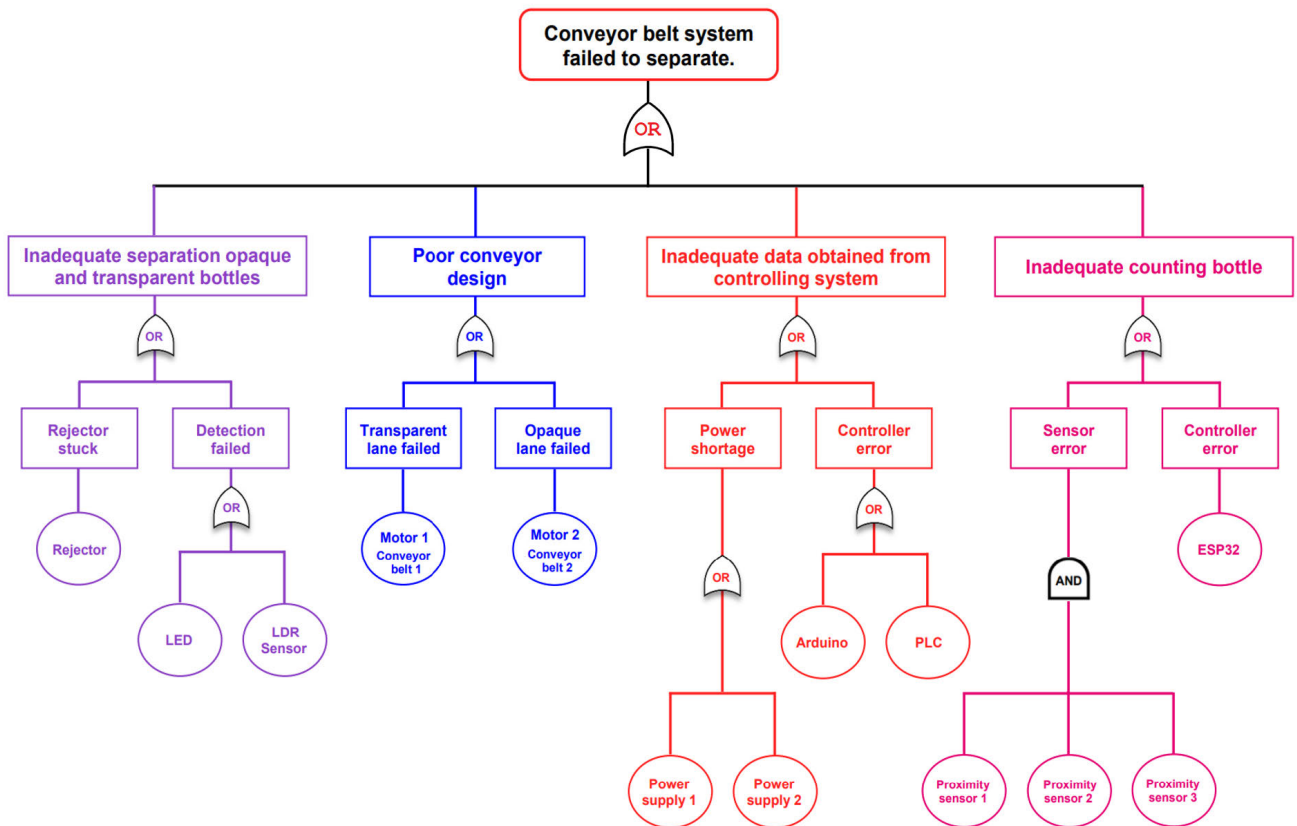 Conveyor belt system
failed to separate.
OR
Inadequate separation opaque
and transparent bottles
Poor conveyor
design
Inadequate data obtained from
controlling system
Inadequate counting bottle
OR
OR
OR
OR
Rejector
stuck
Detection
failed
Transparent
lane failed
Opaque
lane failed
Power
shortage
Controller
error
Sensor
error
Controller
error
OR
OR
Rejector
Motor 1
Conveyor
belt 1
Motor 2
Conveyor
belt 2
ESP32
OR
AND
LED
LDR
Sensor
Arduino
PLC
Power
supply 1
Power
supply 2
Proximity
sensor 1
Proximity
sensor 2
Proximity
sensor 3